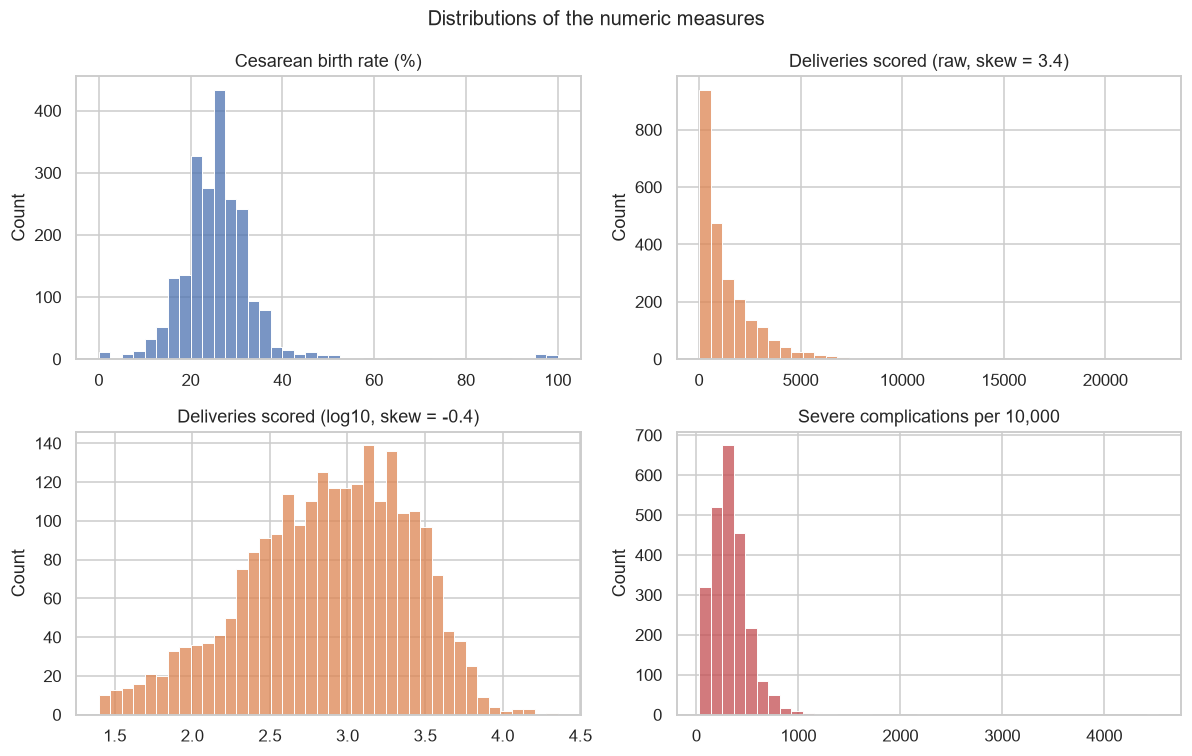 Distributions of the numeric measures
Cesarean birth rate (%)
Count
400
300
200
100
0
0 20 40 60 80 100
Deliveries scored (raw, skew = 3.4)
Count
800
600
400
200
0
0 5000 10000 15000 20000
Deliveries scored (log10, skew = -0.4)
Count
140
120
100
80
60
40
20
0
1.5 2.0 2.5 3.0 3.5 4.0 4.5
Severe complications per 10,000
Count
700
600
500
400
300
200
100
0
0 1000 2000 3000 4000